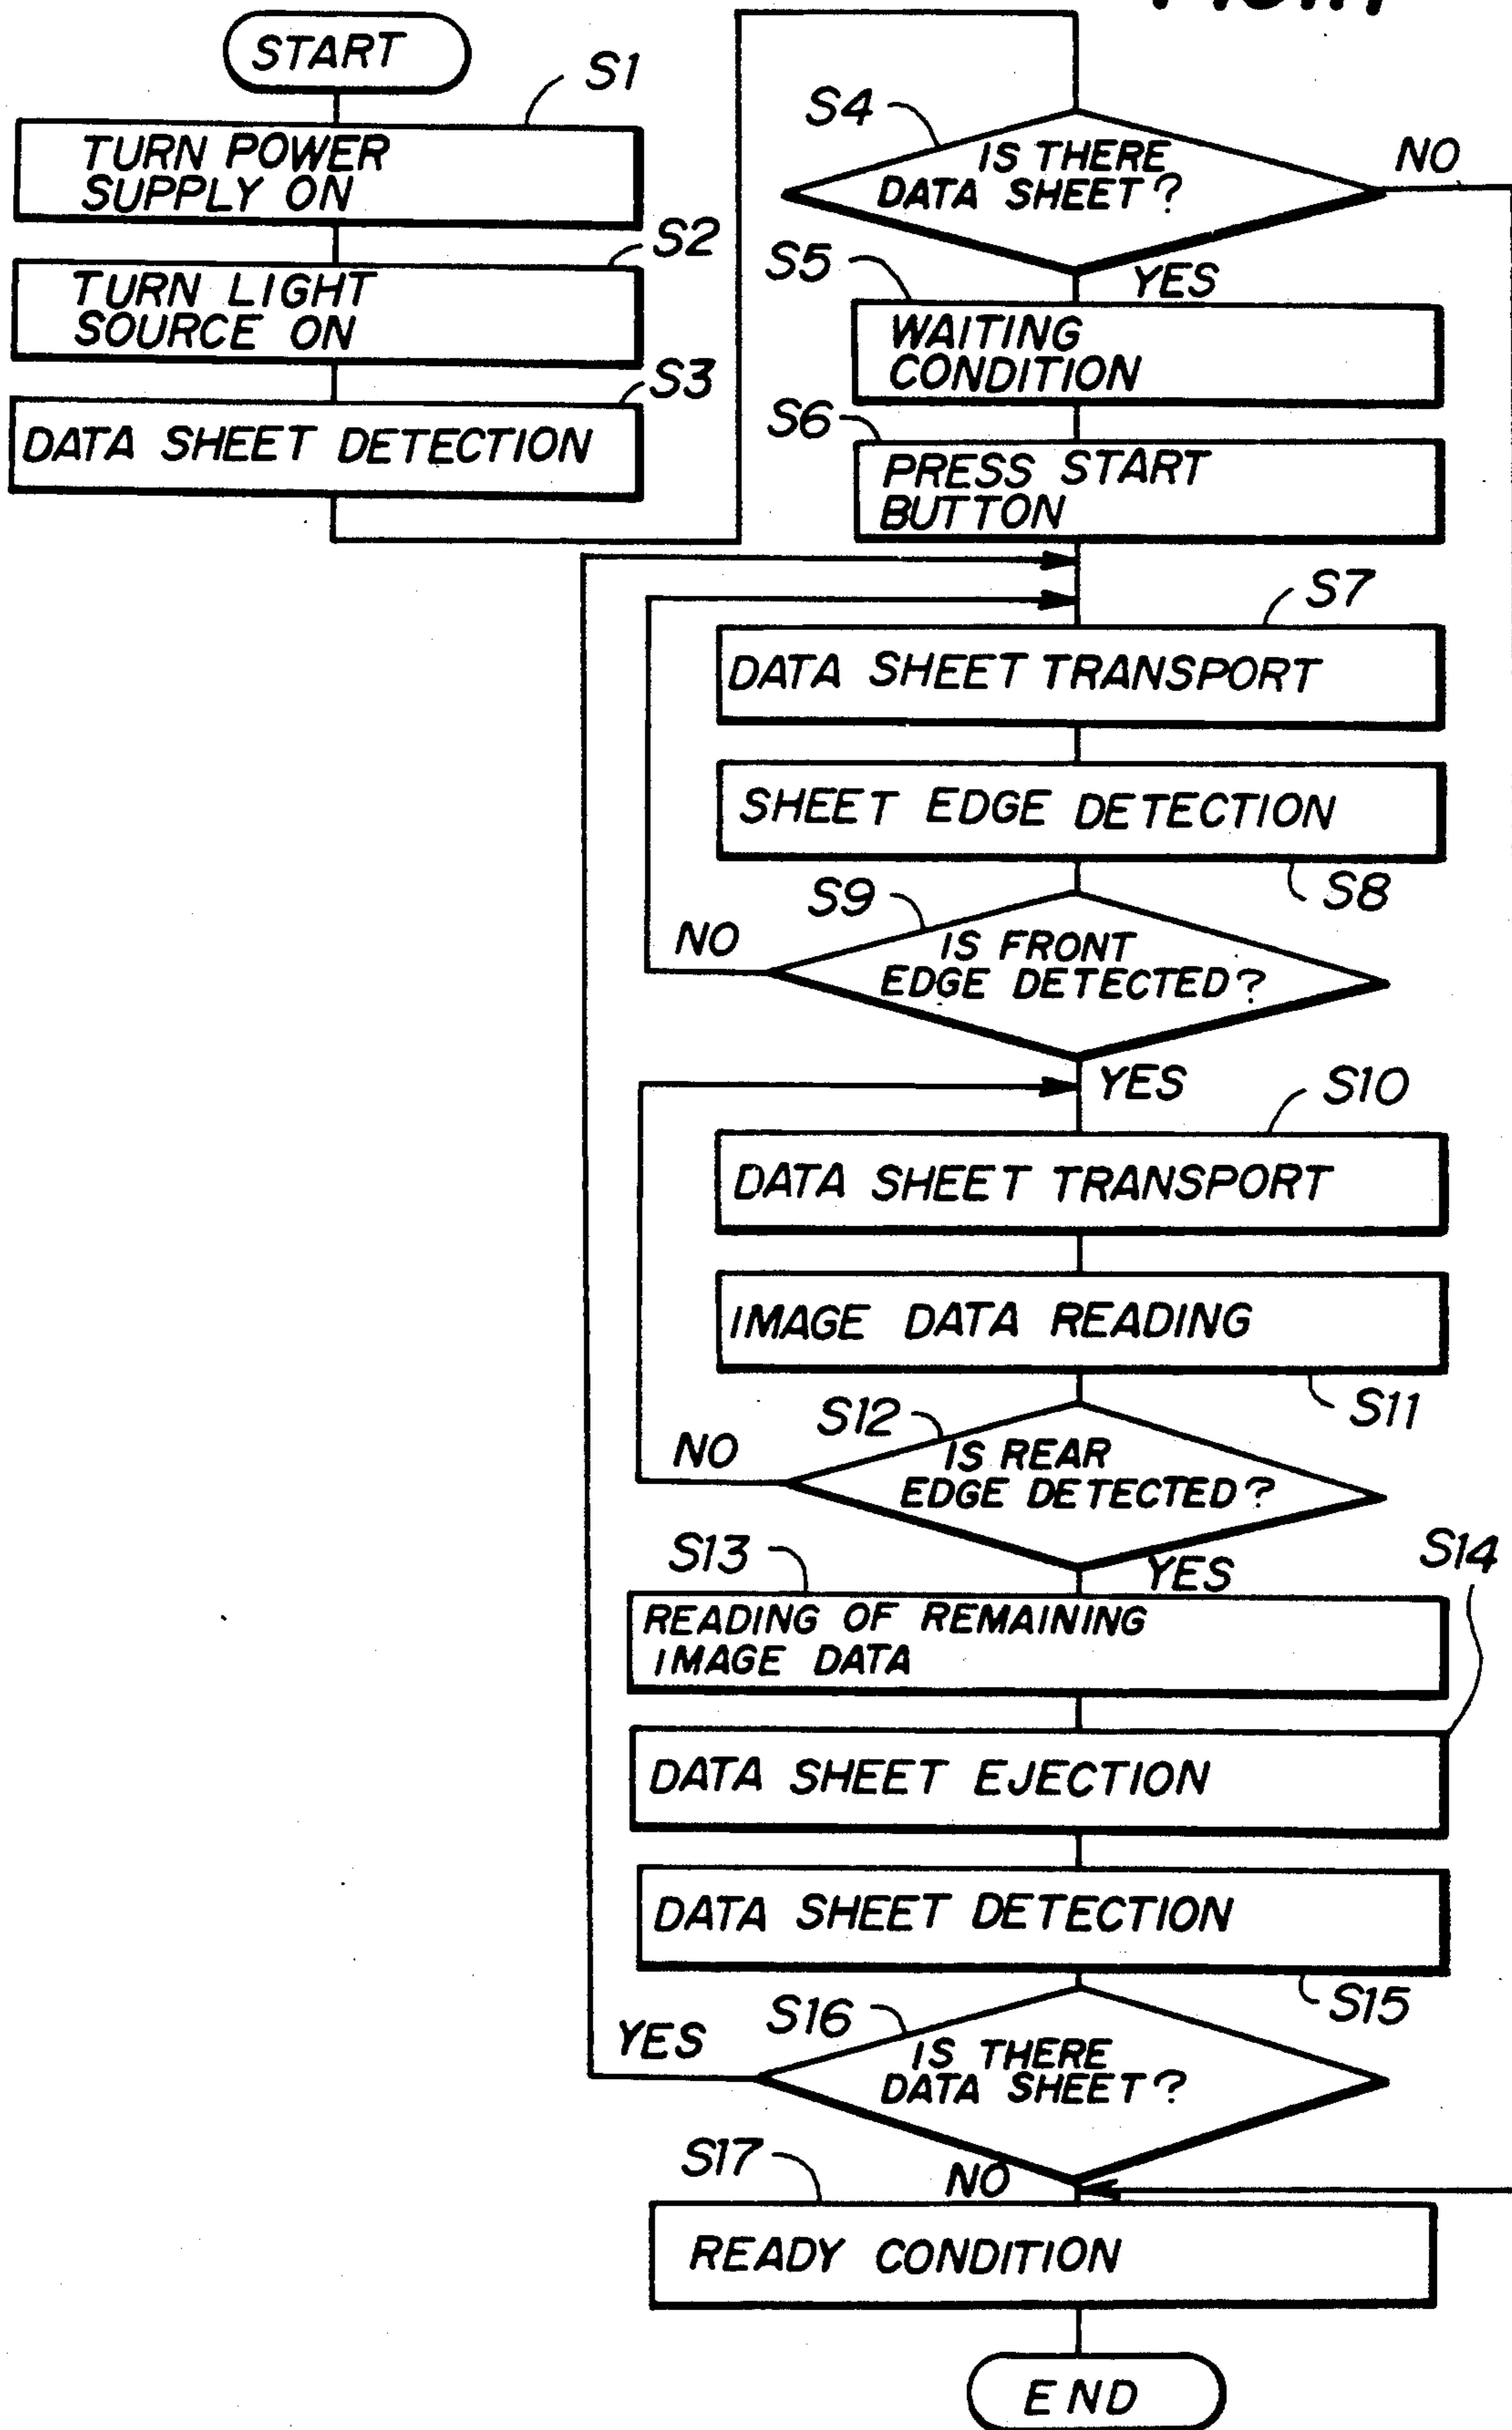 START
S1
TURN POWER
SUPPLY ON
S2
TURN LIGHT
SOURCE ON
S3
DATA SHEET DETECTION
S4
IS THERE
DATA SHEET?
NO
YES
S5
WAITING
CONDITION
S6
PRESS START
BUTTON
S7
DATA SHEET TRANSPORT
SHEET EDGE DETECTION
S8
S9
IS FRONT
EDGE DETECTED?
NO
YES
S10
DATA SHEET TRANSPORT
IMAGE DATA READING
S11
S12
IS REAR
EDGE DETECTED?
NO
YES
S13
READING OF REMAINING
IMAGE DATA
S14
DATA SHEET EJECTION
DATA SHEET DETECTION
S15
S16
IS THERE
DATA SHEET?
YES
NO
S17
READY CONDITION
END